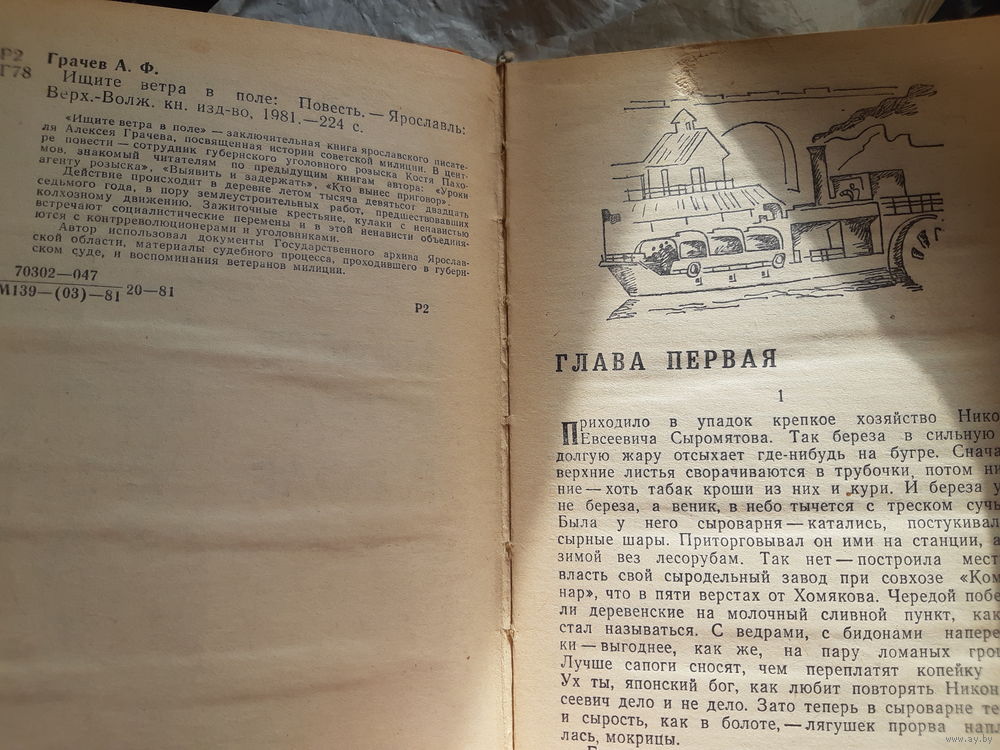 Р2
Г78
Грачев А. Ф.
Ищите ветра в поле: Повесть. — Ярославль:
Верх.-Волж. кн. изд-во, 1981.—224 с.
«Ищите ветра в поле» — заключительная книга ярославского писате-
ля Алексея Грачева, посвященная истории советской милиции. В цент-
ре повести — сотрудник губернского уголовного розыска Костя Пахо-
мов, знакомый читателям по предыдущим книгам автора: «Уроки
агенту розыска», «Выявить и задержать», «Кто вынес приговор».
Действие происходит в деревне летом тысяча девятьсот двадцать
седьмого года, в пору землеустроительных работ, предшествовавших
колхозному движению. Зажиточные крестьяне, кулаки с ненавистью
встречают социалистические перемены и в этой ненависти объединя-
ются с контрреволюционерами и уголовниками.
Автор использовал документы Государственного архива Ярослав-
ской области, материалы судебного процесса, проходившего в губерн-
ском суде, и воспоминания ветеранов милиции.
70302—047
М139—(03)—81 20—81
Р2
ГЛАВА ПЕРВАЯ
1
Приходило в упадок крепкое хозяйство Нико
Евсеевича Сыромятова. Так береза в сильную
долгую жару отсыхает где-нибудь на бугре. Снача
верхние листья сворачиваются в трубочки, потом ни
ние — хоть табак кроши из них и кури. И береза у
не береза, а веник, в небо тычется с треском сучь
Была у него сыроварня — катались, постукивал
сырные шары. Приторговывал он ими на станции, а
зимой вез лесорубам. Так нет — построила мест
власть свой сыродельный завод при совхозе «Ком
нар», что в пяти верстах от Хомякова. Чередой побе
ли деревенские на молочный сливной пункт, как
стал называться. С ведрами, с бидонами напере
ки — выгоднее, как же, на пару ломаных гро
Лучше сапоги сносят, чем переплатят копейку
Ух ты, японский бог, как любит повторять Никон
сеевич дело и не дело. Зато теперь в сыроварне те
и сырость, как в болоте, — лягушек прорва напл
лась, мокрицы.
www.ay.by